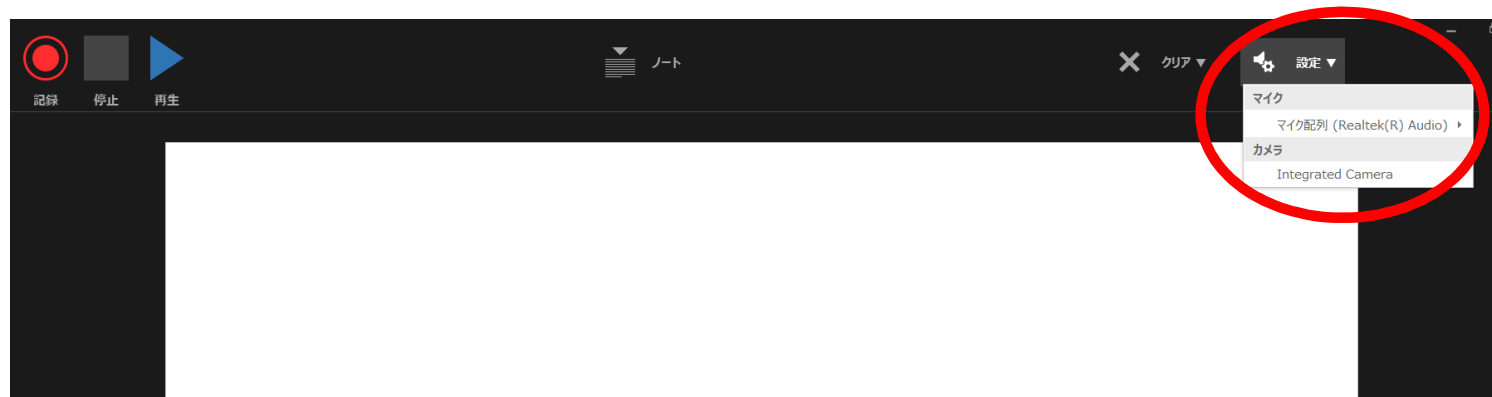 記録
停止
再生
ノート
クリア ▼
設定 ▼
マイク
マイク配列 (Realtek(R) Audio)
カメラ
Integrated Camera